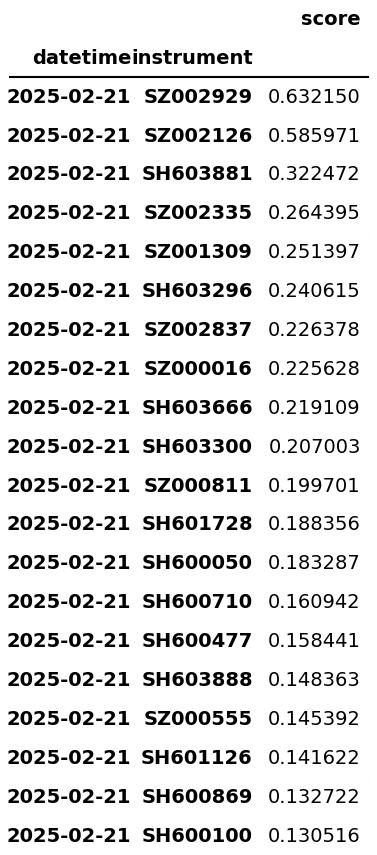 score
datetime instrument
2025-02-21 SZ002929 0.632150
2025-02-21 SZ002126 0.585971
2025-02-21 SH603881 0.322472
2025-02-21 SZ002335 0.264395
2025-02-21 SZ001309 0.251397
2025-02-21 SH603296 0.240615
2025-02-21 SZ002837 0.226378
2025-02-21 SZ000016 0.225628
2025-02-21 SH603666 0.219109
2025-02-21 SH603300 0.207003
2025-02-21 SZ000811 0.199701
2025-02-21 SH601728 0.188356
2025-02-21 SH600050 0.183287
2025-02-21 SH600710 0.160942
2025-02-21 SH600477 0.158441
2025-02-21 SH603888 0.148363
2025-02-21 SZ000555 0.145392
2025-02-21 SH601126 0.141622
2025-02-21 SH600869 0.132722
2025-02-21 SH600100 0.130516